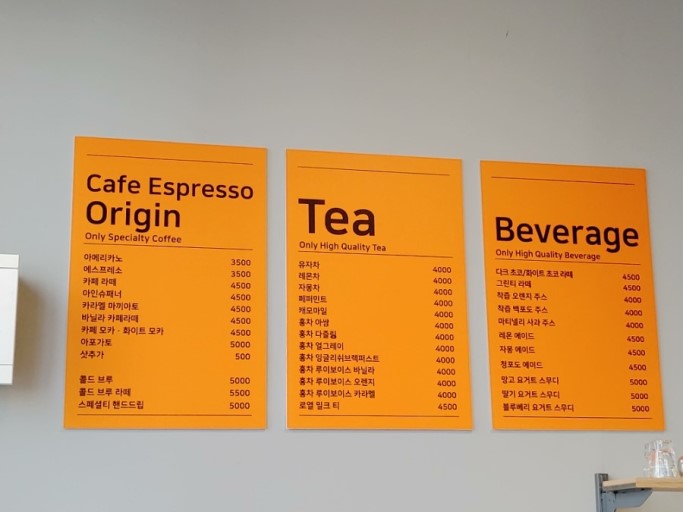 Cafe Espresso
Origin
Only Specialty Coffee
아메리카노 3500
에스프레소 3500
카페 라떼 4500
아인슈패너 4500
카라멜 마끼아또 4500
바닐라 카페라떼 4500
카페 모카 · 화이트 모카 4500
아포가토 5000
샷추가 500
콜드 브루 5000
콜드 브루 라떼 5500
스페셜티 핸드드립 5000
Tea
Only High Quality Tea
유자차 4000
레몬차 4000
자몽차 4000
페퍼민트 4000
캐모마일 4000
홍차 아쌈 4000
홍차 다즐링 4000
홍차 얼그레이 4000
홍차 잉글리쉬브렉퍼스트 4000
홍차 루이보이스 바닐라 4000
홍차 루이보이스 오렌지 4000
홍차 루이보이스 카라멜 4000
로얄 밀크 티 4500
Beverage
Only High Quality Beverage
다크 초코/화이트 초코 라떼 4500
그린티 라떼 4500
착즙 오렌지 주스 4000
착즙 백포도 주스 4000
마티넬리 사과 주스 4000
레몬 에이드 4500
자몽 에이드 4500
청포도 에이드 4500
망고 요거트 스무디 5000
딸기 요거트 스무디 5000
블루베리 요거트 스무디 5000